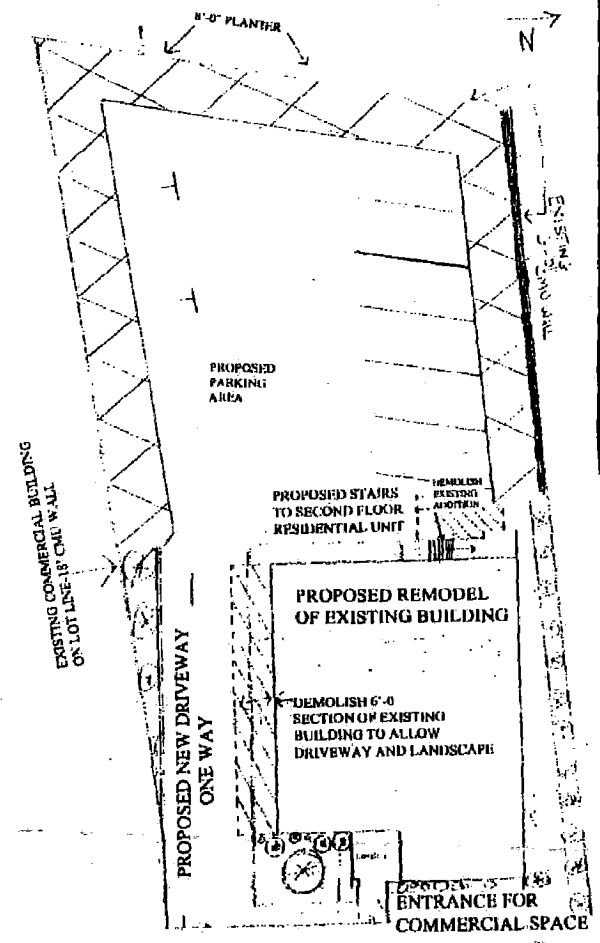 8'-0" PLANTER
N
EXISTING
PROPOSED
PARKING
AREA
EXISTING COMMERCIAL BUILDING
ON LOT LINE-18" CMU WALL
PROPOSED STAIRS
TO SECOND FLOOR
RESIDENTIAL UNIT
DEMOLISH
EXISTING
ADDITION
PROPOSED REMODEL
OF EXISTING BUILDING
PROPOSED NEW DRIVEWAY
ONE WAY
DEMOLISH 6'-0
SECTION OF EXISTING
BUILDING TO ALLOW
DRIVEWAY AND LANDSCAPE
ENTRANCE FOR
COMMERCIAL SPACE